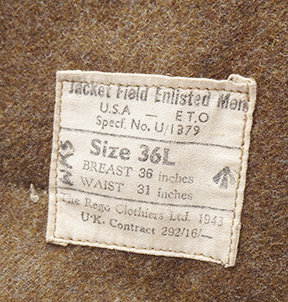 Jacket Field Enlisted Men
U.S.A — E.T.O
Specf. No. U/1379
Size 36L
BREAST 36 inches
WAIST 31 inches
The Rego Clothiers Ltd. 1943
U.K. Contract 292/16/—